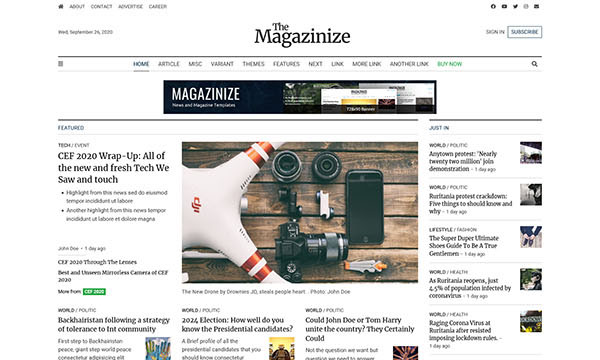 ABOUT CONTACT ADVERTISE CAREER
Wed, September 26, 2020
The
Magazinize
SIGN IN SUBSCRIBE
HOME ARTICLE MISC VARIANT THEMES FEATURES NEXT LINK MORE LINK ANOTHER LINK BUY NOW
MAGAZINIZE
News and Magazine Templates
728x90 Banner
FEATURED
TECH / EVENT
CEF 2020 Wrap-Up: All of
the new and fresh Tech We
Saw and touch
Highlight from this news sed do eiusmod
tempor incididunt ut labore
Another highlight from this news tempor
incididunt ut labore et dolore magna
John Doe • 1 day ago
CEF 2020 Through The Lenses
Best and Unseen Mirrorless Camera of CEF
2020
More from: CEF 2020
dji
The New Drone by Drownies JD, steals people heart. . Photo: John Doe
JUST IN
WORLD / POLITIC
Anytown protest: 'Nearly
twenty two million' join
demonstration - 1 day ago
WORLD / POLITIC
Ruritania protest crackdown:
Five things to should know and
why - 1 day ago
LIFESTYLE / FASHION
The Super Duper Ultimate
Shoes Guide To Be A True
Gentlemen - 1 day ago
WORLD / HEALTH
As Ruritania reopens, just
4.5% of population infected by
coronavirus - 1 day ago
WORLD / HEALTH
Raging Corona Virus at
Ruritania after resisted
imposing lockdown rules. - 1 day ago
WORLD / POLITIC
Backhairistan following a strategy
of tolerance to Int community
First step to Backhairistan
peace, giant step world peace
consectetur adipisicing elit
WORLD / POLITIC
2024 Election: How well do you
know the Presidential candidates?
A Brief profile of all the
presidential candidates that you
should know consectetur
WORLD / POLITIC
Could John Doe or Tom Harry
unite the country? They Certainly
Could
Not the question we want but
question we need to answer